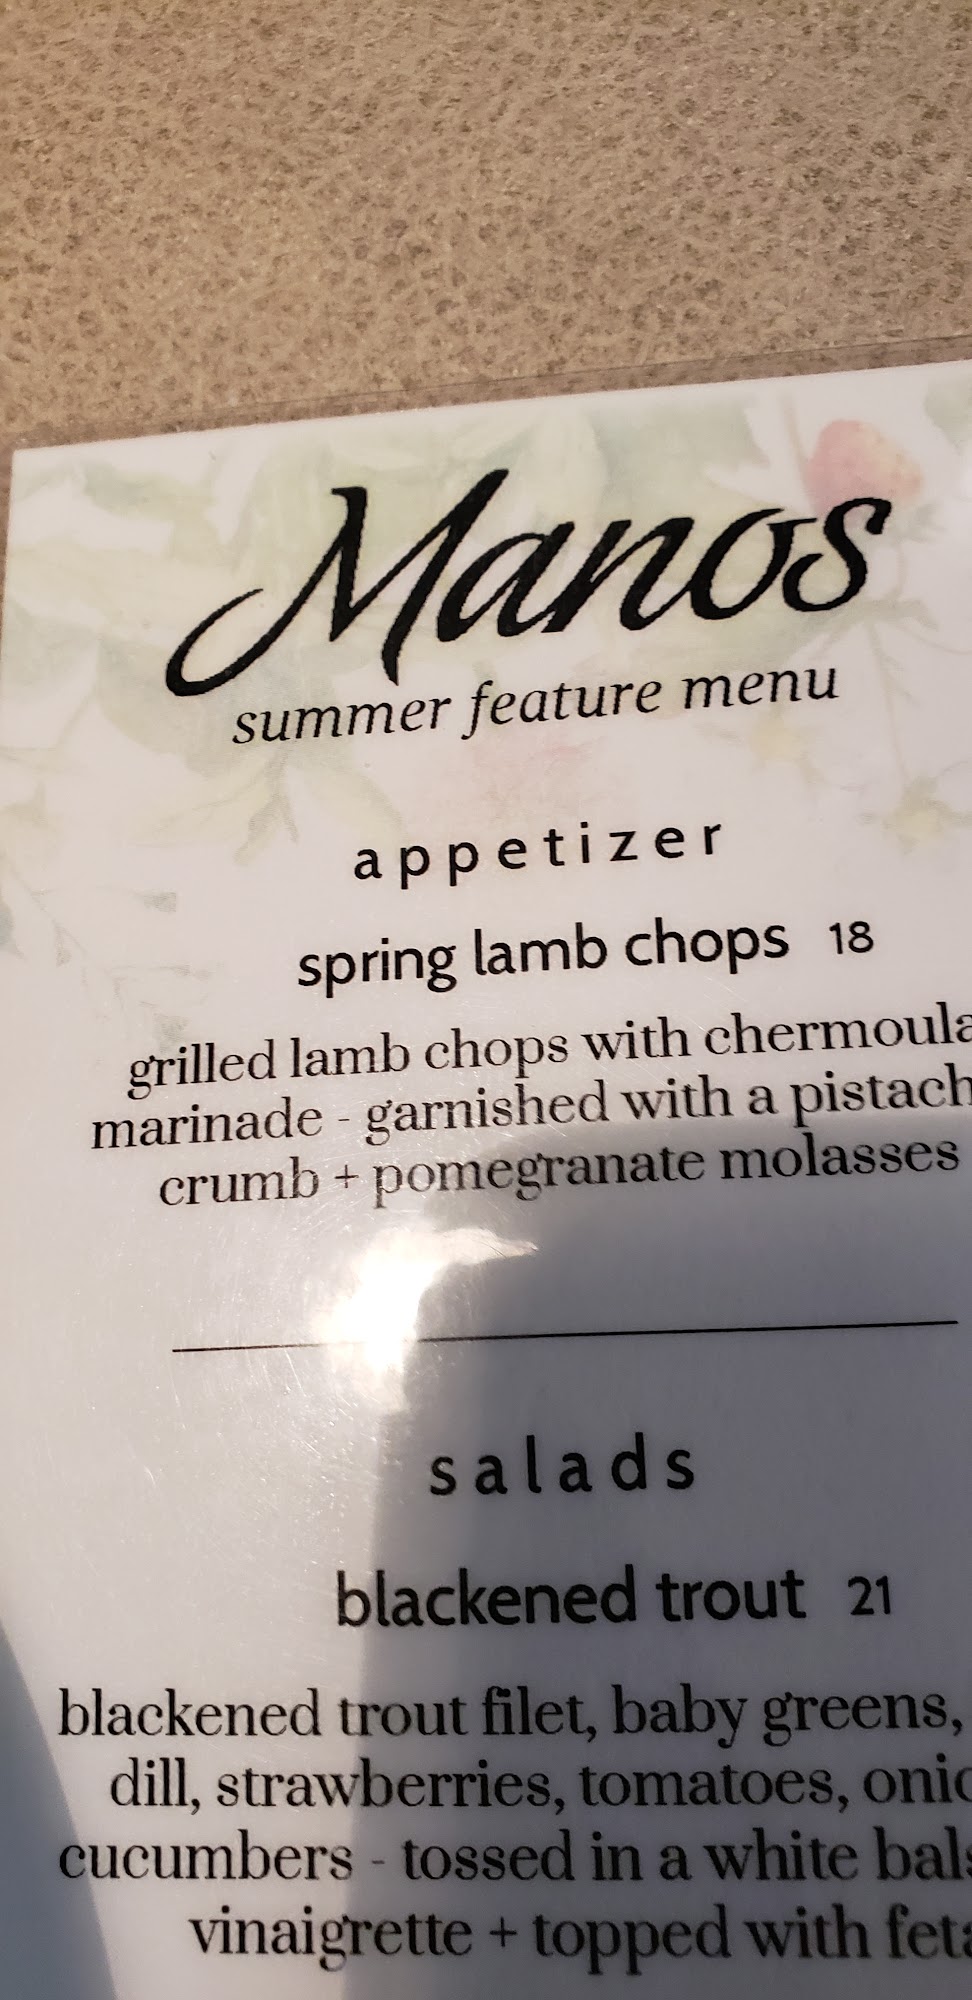 Manos
summer feature menu
appetizer
spring lamb chops 18
grilled lamb chops with chermoula
marinade - garnished with a
crumb + pomegranate molasses
salads
blackened trout 21
blackened trout filet, baby greens,
dill, strawberries, tomatoes,
cucumbers - tossed in a white
vinaigrette + topped with feta